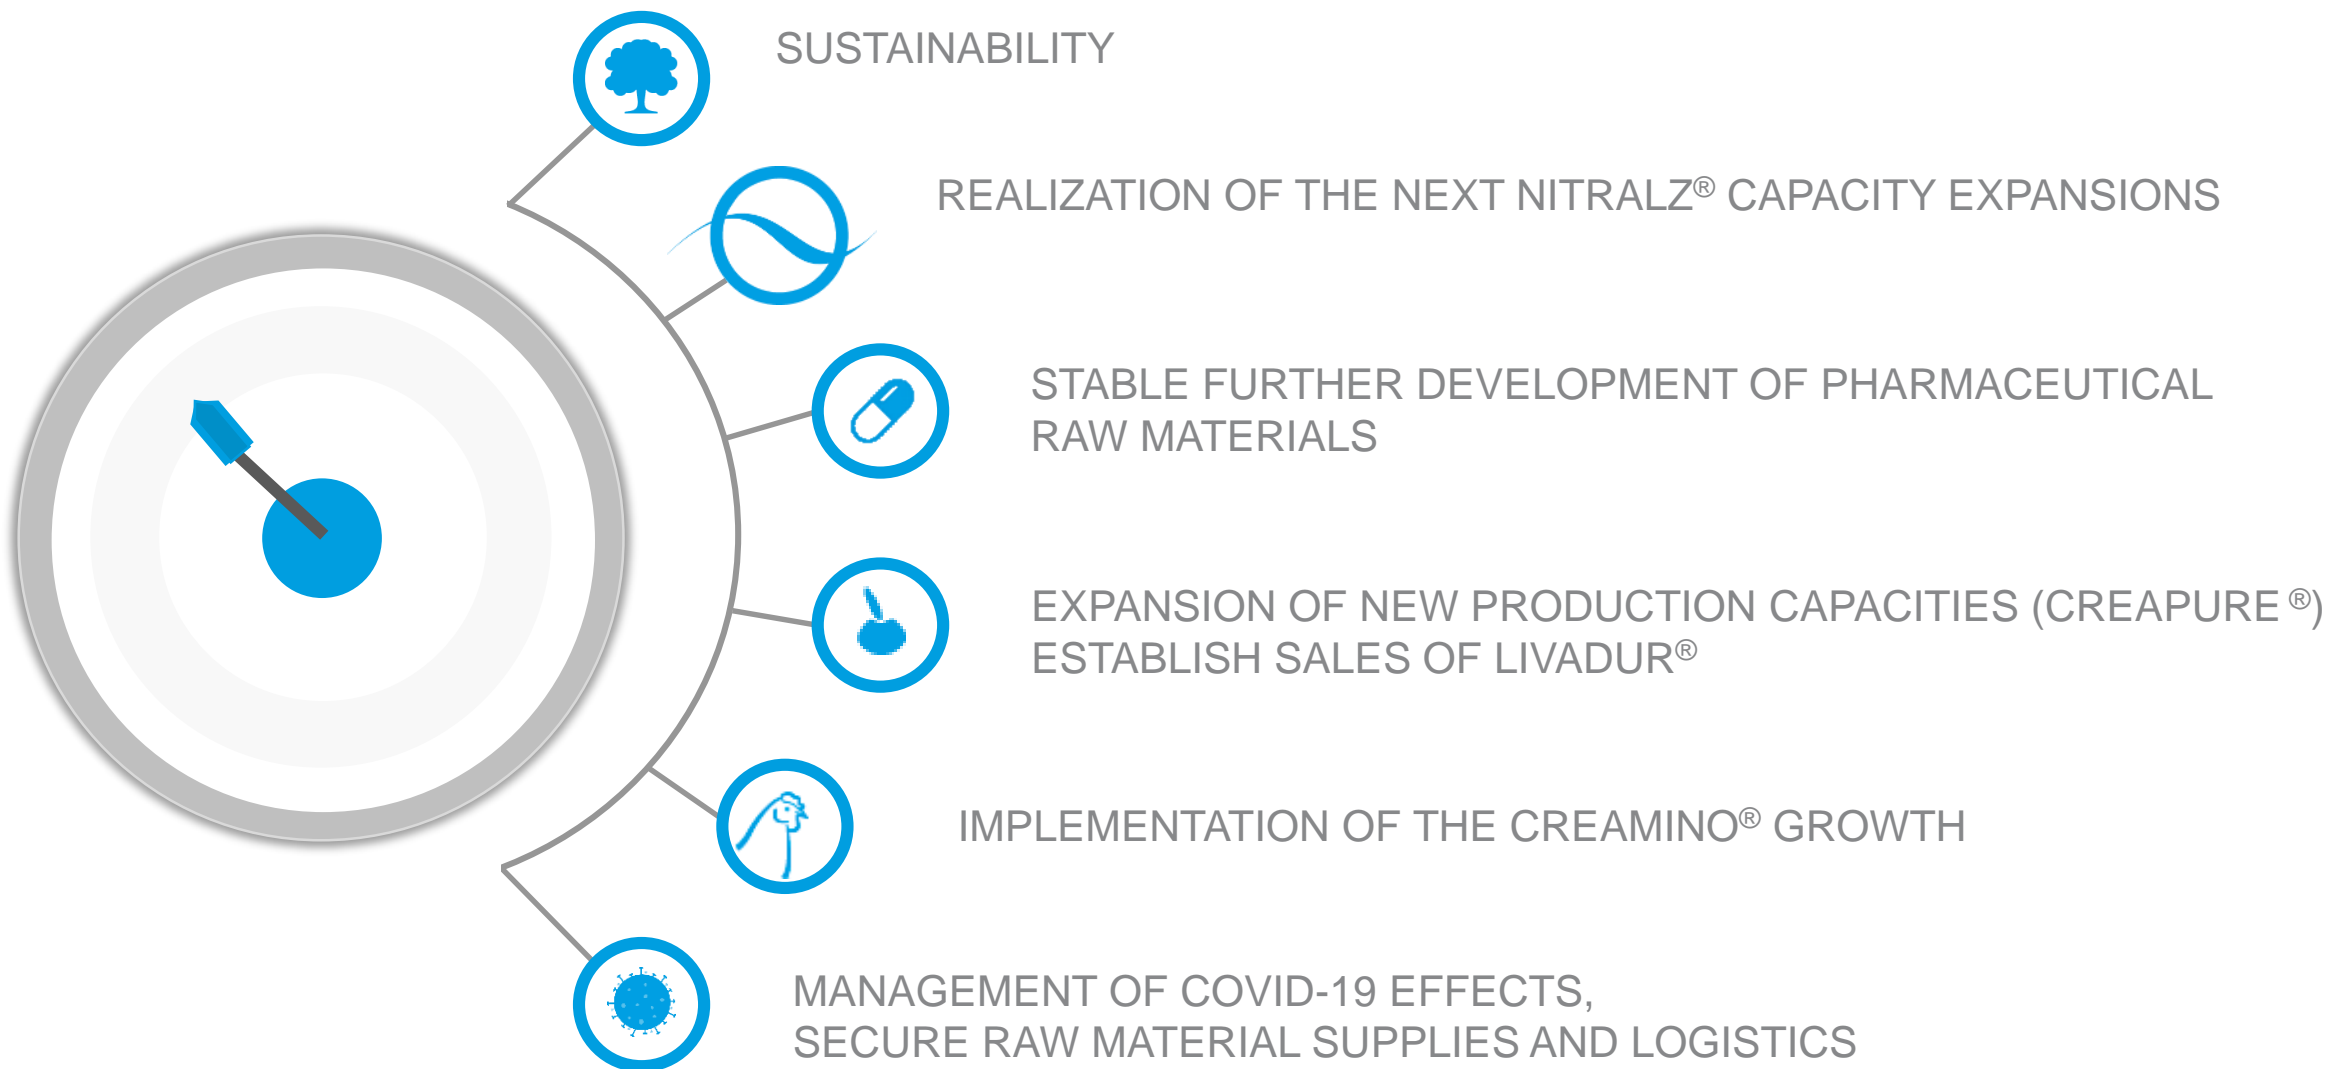 SUSTAINABILITY
REALIZATION OF THE NEXT NITRALZ® CAPACITY EXPANSIONS
STABLE FURTHER DEVELOPMENT OF PHARMACEUTICAL
RAW MATERIALS
EXPANSION OF NEW PRODUCTION CAPACITIES (CREAPURE®)
ESTABLISH SALES OF LIVADUR®
IMPLEMENTATION OF THE CREAMINO® GROWTH
MANAGEMENT OF COVID-19 EFFECTS,
SECURE RAW MATERIAL SUPPLIES AND LOGISTICS